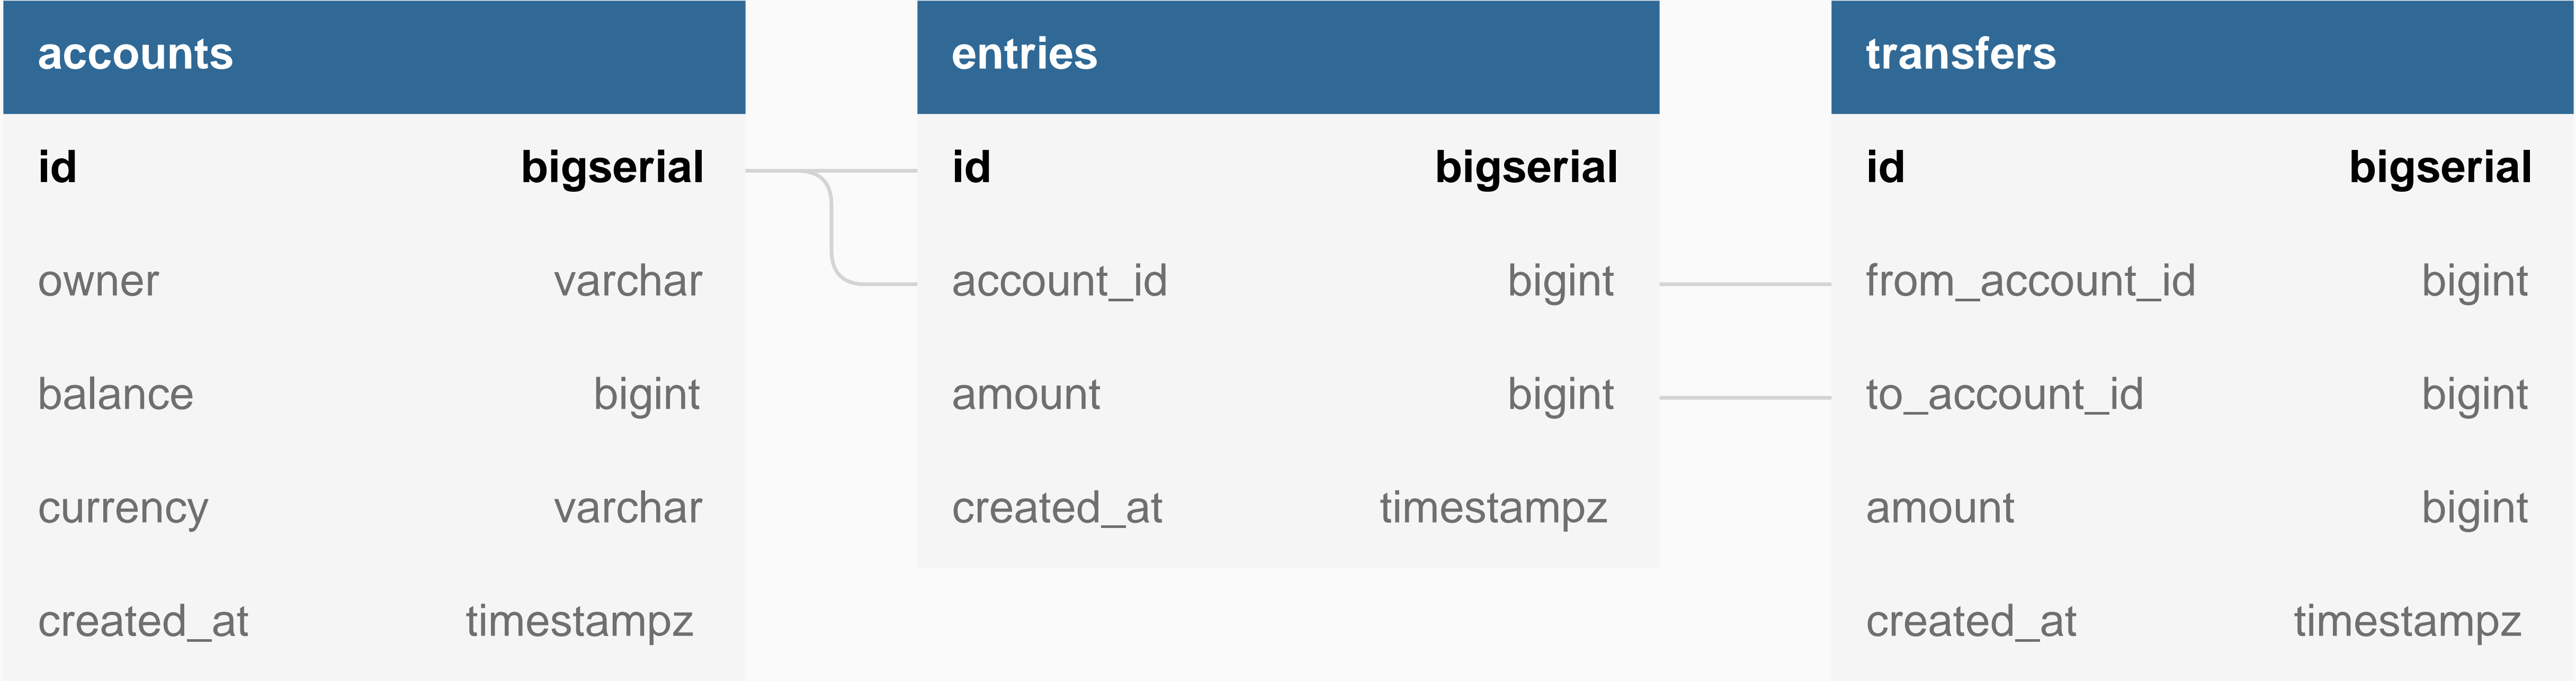 accounts
id bigserial
owner varchar
balance bigint
currency varchar
created_at timestampz
entries
id bigserial
account_id bigint
amount bigint
created_at timestampz
transfers
id bigserial
from_account_id bigint
to_account_id bigint
amount bigint
created_at timestampz